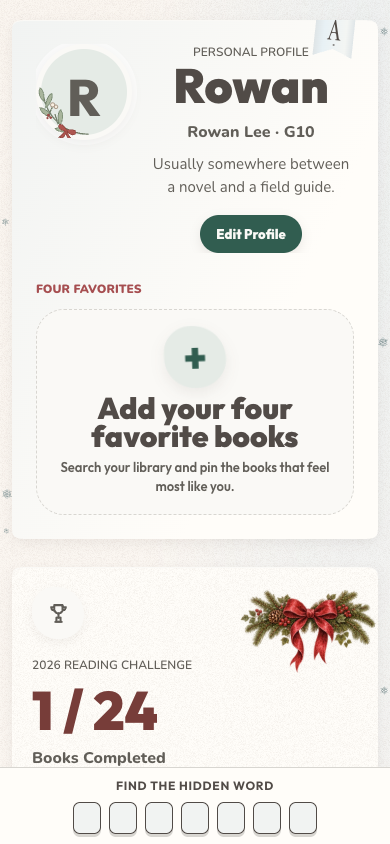 A
PERSONAL PROFILE
R
Rowan
Rowan Lee · G10
Usually somewhere between
a novel and a field guide.
Edit Profile
FOUR FAVORITES
Add your four
favorite books
Search your library and pin the books that feel
most like you.
2026 READING CHALLENGE
1 / 24
Books Completed
FIND THE HIDDEN WORD